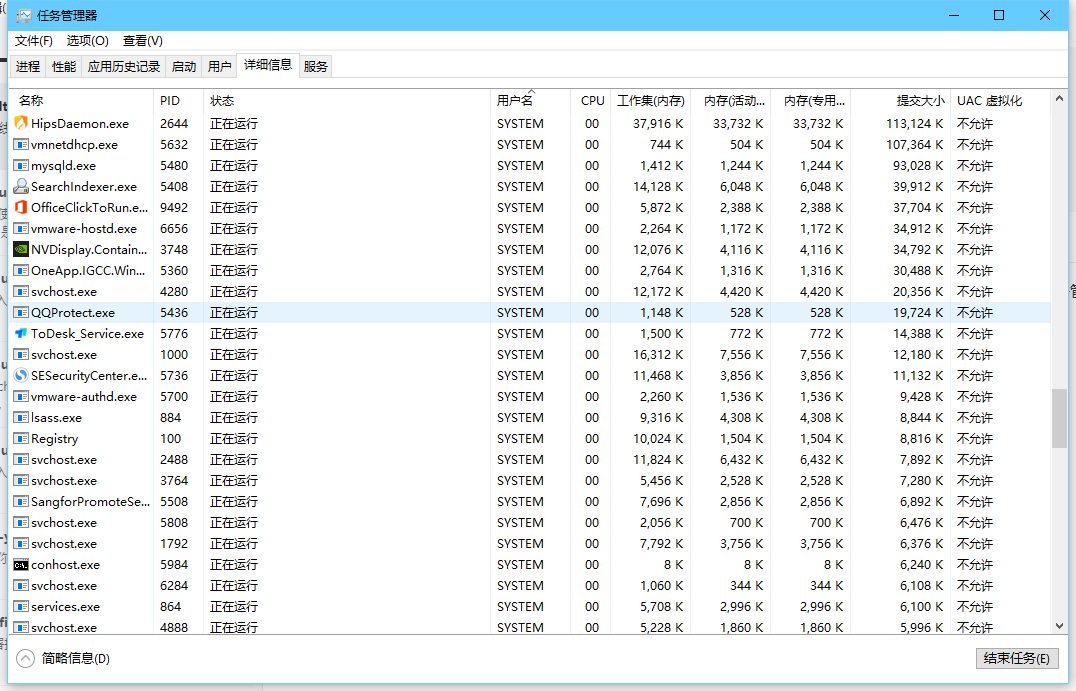 任务管理器
文件(F) 选项(O) 查看(V)
进程 性能 应用历史记录 启动 用户 详细信息 服务
名称 PID 状态 用户名 CPU 工作集(内存) 内存(活动... 内存(专用... 提交大小 UAC 虚拟化
HipsDaemon.exe 2644 正在运行 SYSTEM 00 37,916 K 33,732 K 33,732 K 113,124 K 不允许
vmnetdhcp.exe 5632 正在运行 SYSTEM 00 744 K 504 K 504 K 107,364 K 不允许
mysqld.exe 5480 正在运行 SYSTEM 00 1,412 K 1,244 K 1,244 K 93,028 K 不允许
SearchIndexer.exe 5408 正在运行 SYSTEM 00 14,128 K 6,048 K 6,048 K 39,912 K 不允许
OfficeClickToRun.e... 9492 正在运行 SYSTEM 00 5,872 K 2,388 K 2,388 K 37,704 K 不允许
vmware-hostd.exe 6656 正在运行 SYSTEM 00 2,264 K 1,172 K 1,172 K 34,912 K 不允许
NVDisplay.Contain... 3748 正在运行 SYSTEM 00 12,076 K 4,116 K 4,116 K 34,792 K 不允许
OneApp.IGCC.Win... 5360 正在运行 SYSTEM 00 2,764 K 1,316 K 1,316 K 30,488 K 不允许
svchost.exe 4280 正在运行 SYSTEM 00 12,172 K 4,420 K 4,420 K 20,356 K 不允许
QQProtect.exe 5436 正在运行 SYSTEM 00 1,148 K 528 K 528 K 19,724 K 不允许
ToDesk_Service.exe 5776 正在运行 SYSTEM 00 1,500 K 772 K 772 K 14,388 K 不允许
svchost.exe 1000 正在运行 SYSTEM 00 16,312 K 7,556 K 7,556 K 12,180 K 不允许
SESecurityCenter.e... 5736 正在运行 SYSTEM 00 11,468 K 3,856 K 3,856 K 11,132 K 不允许
vmware-authd.exe 5700 正在运行 SYSTEM 00 2,260 K 1,536 K 1,536 K 9,428 K 不允许
lsass.exe 884 正在运行 SYSTEM 00 9,316 K 4,308 K 4,308 K 8,844 K 不允许
Registry 100 正在运行 SYSTEM 00 10,024 K 1,504 K 1,504 K 8,816 K 不允许
svchost.exe 2488 正在运行 SYSTEM 00 11,824 K 6,432 K 6,432 K 7,892 K 不允许
svchost.exe 3764 正在运行 SYSTEM 00 5,456 K 2,528 K 2,528 K 7,280 K 不允许
SangforPromoteSe... 5508 正在运行 SYSTEM 00 7,696 K 2,856 K 2,856 K 6,892 K 不允许
svchost.exe 5808 正在运行 SYSTEM 00 2,056 K 700 K 700 K 6,476 K 不允许
svchost.exe 1792 正在运行 SYSTEM 00 7,792 K 3,756 K 3,756 K 6,376 K 不允许
conhost.exe 5984 正在运行 SYSTEM 00 8 K 8 K 8 K 6,240 K 不允许
svchost.exe 6284 正在运行 SYSTEM 00 1,060 K 344 K 344 K 6,108 K 不允许
services.exe 864 正在运行 SYSTEM 00 5,708 K 2,996 K 2,996 K 6,100 K 不允许
svchost.exe 4888 正在运行 SYSTEM 00 5,228 K 1,860 K 1,860 K 5,996 K 不允许
简略信息(D) 结束任务(E)